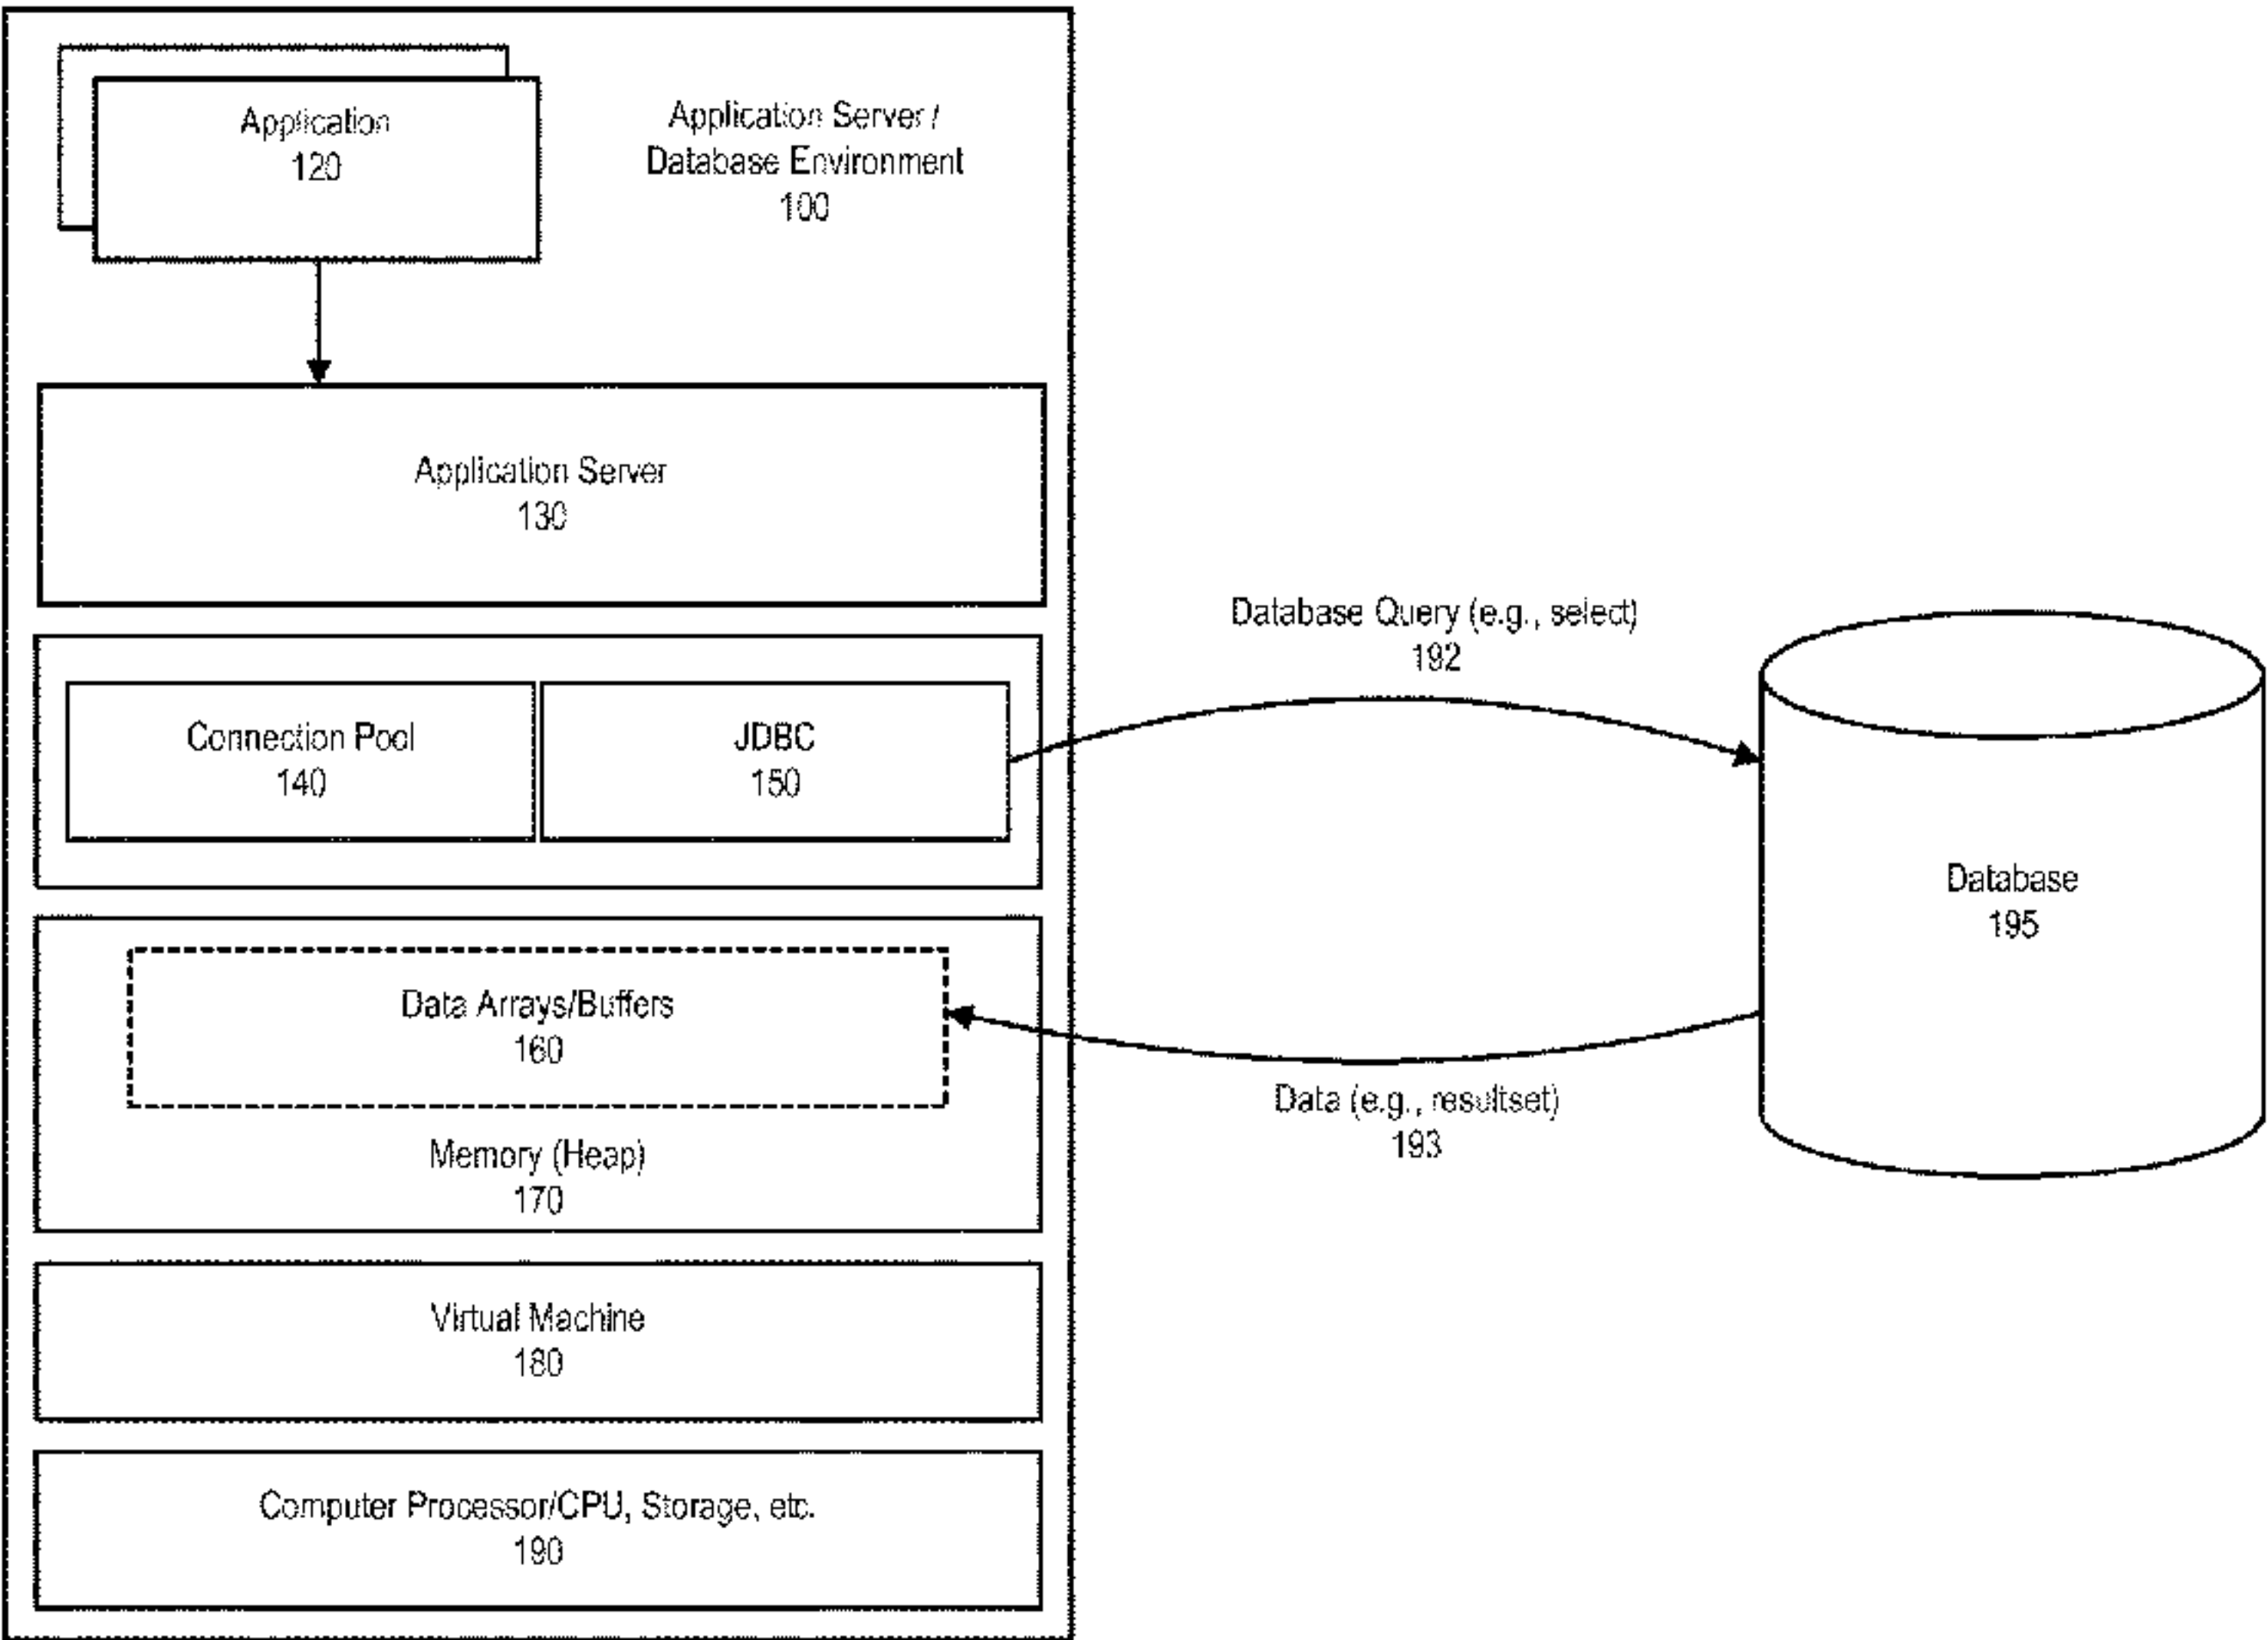 Application
120
Application Server /
Database Environment
100
Application Server
130
Database Query (e.g., select)
192
Connection Pool
140
JDBC
150
Database
195
Data Arrays/Buffers
160
Data (e.g., resultset)
193
Memory (Heap)
170
Virtual Machine
180
Computer Processor/CPU, Storage, etc.
190